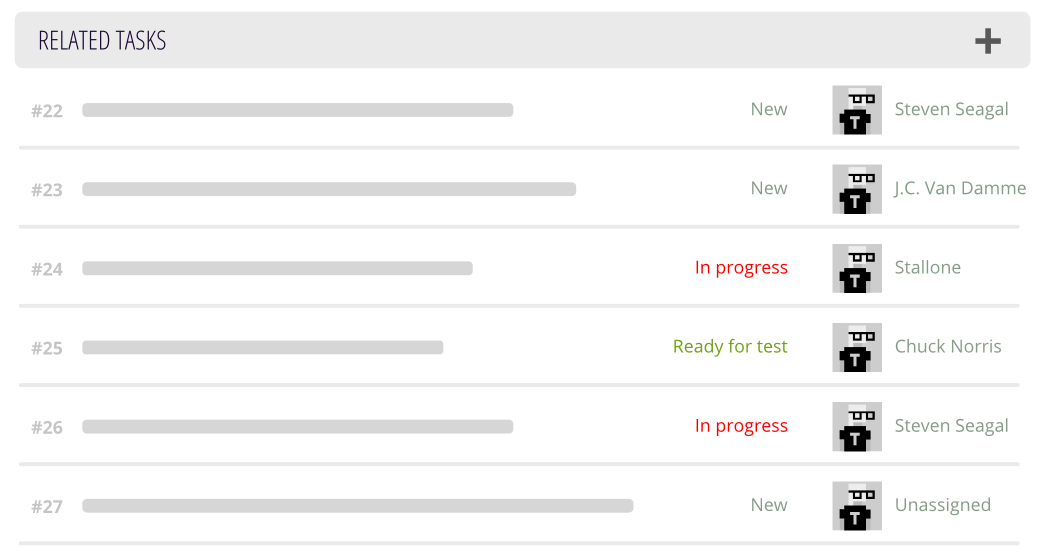 RELATED TASKS
#22 New Steven Seagal
#23 New J.C. Van Damme
#24 In progress Stallone
#25 Ready for test Chuck Norris
#26 In progress Steven Seagal
#27 New Unassigned